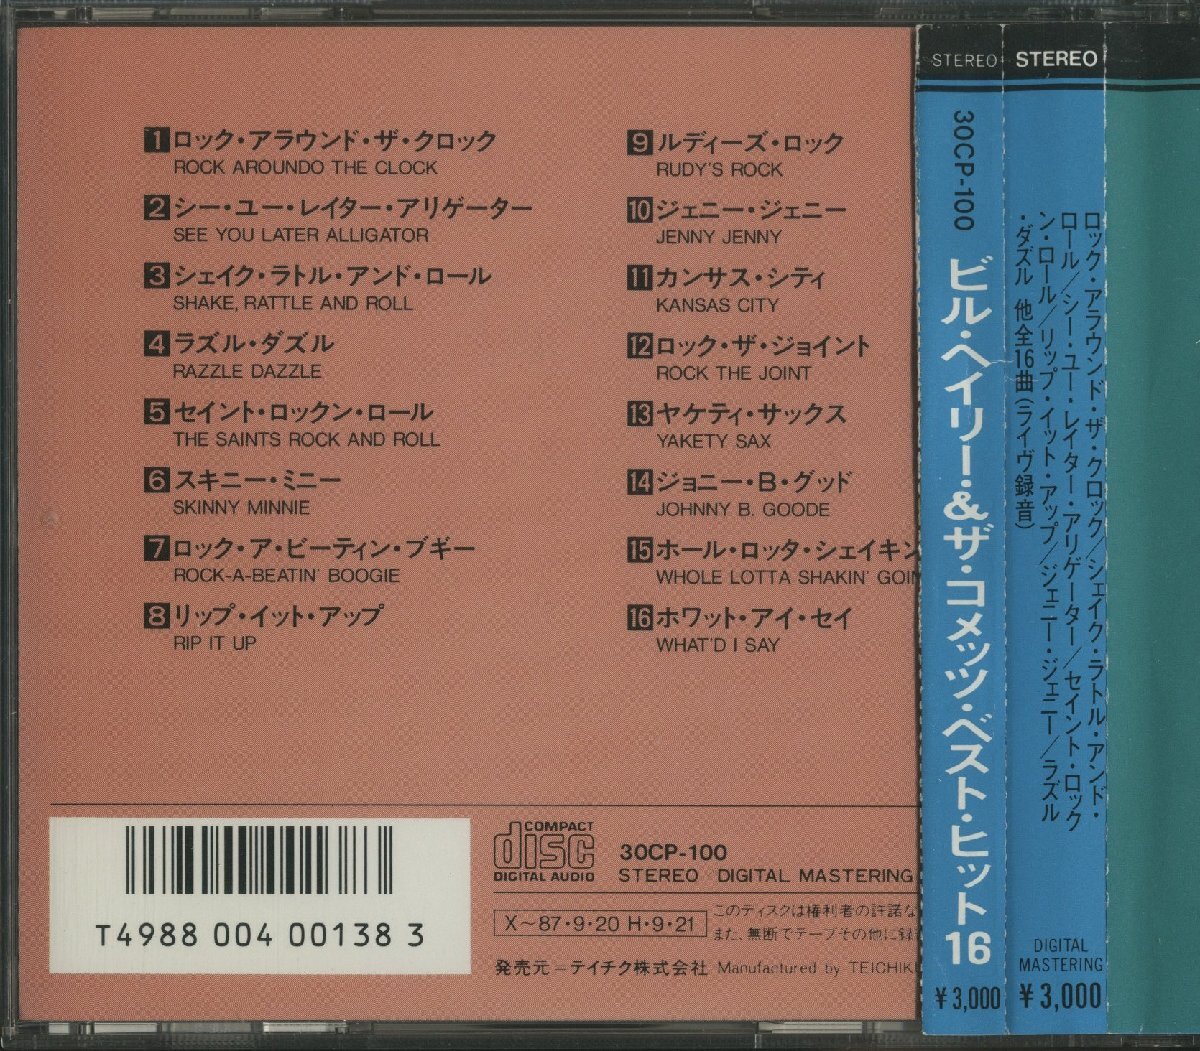 1 ロック・アラウンド・ザ・クロック
ROCK AROUNDO THE CLOCK
2 シー・ユー・レイター・アリゲーター
SEE YOU LATER ALLIGATOR
3 シェイク・ラトル・アンド・ロール
SHAKE, RATTLE AND ROLL
4 ラズル・ダズル
RAZZLE DAZZLE
5 セイント・ロックン・ロール
THE SAINTS ROCK AND ROLL
6 スキニー・ミニー
SKINNY MINNIE
7 ロック・ア・ビーティン・ブギー
ROCK-A-BEATIN' BOOGIE
8 リップ・イット・アップ
RIP IT UP
9 ルディーズ・ロック
RUDY'S ROCK
10 ジェニー・ジェニー
JENNY JENNY
11 カンサス・シティ
KANSAS CITY
12 ロック・ザ・ジョイント
ROCK THE JOINT
13 ヤケティ・サックス
YAKETY SAX
14 ジョニー・B・グッド
JOHNNY B. GOODE
15 ホール・ロッタ・シェイキン
WHOLE LOTTA SHAKIN' GOIN
16 ホワット・アイ・セイ
WHAT'D I SAY
T4988 004 00138 3
COMPACT
disc
DIGITAL AUDIO
30CP-100
STEREO DIGITAL MASTERING
X～87・9・20 H・9・21
このディスクは権利者の許諾な
また、無断でテープその他に録
発売元＝テイチク株式会社 Manufactured by TEICHIK
STEREO
30CP-100
ビル・ヘイリー&ザ・コメッツ・ベスト・ヒット16
¥3,000
STEREO
ロック・アラウンド・ザ・クロック/シェイク・ラトル・アンド・
ロール/シー・ユー・レイター・アリゲーター/セイント・ロック
ン・ロール/リップ・イット・アップ/ジェニー・ジェニー/ラズル
・ダズル 他全16曲(ライヴ録音)
DIGITAL
MASTERING
¥3,000